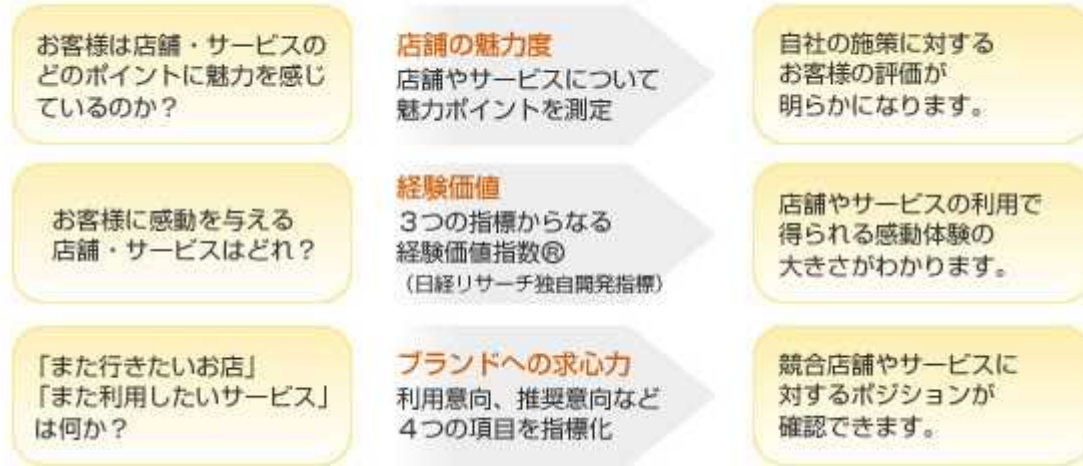 お客様は店舗・サービスの
どのポイントに魅力を感じ
ているのか？
店舗の魅力度
店舗やサービスについて
魅力ポイントを測定
自社の施策に対する
お客様の評価が
明らかになります。
お客様に感動を与える
店舗・サービスはどれ？
経験価値
３つの指標からなる
経験価値指数®
（日経リサーチ独自開発指標）
店舗やサービスの利用で
得られる感動体験の
大きさがわかります。
「また行きたいお店」
「また利用したいサービス」
は何か？
ブランドへの求心力
利用意向、推奨意向など
４つの項目を指標化
競合店舗やサービスに
対するポジションが
確認できます。